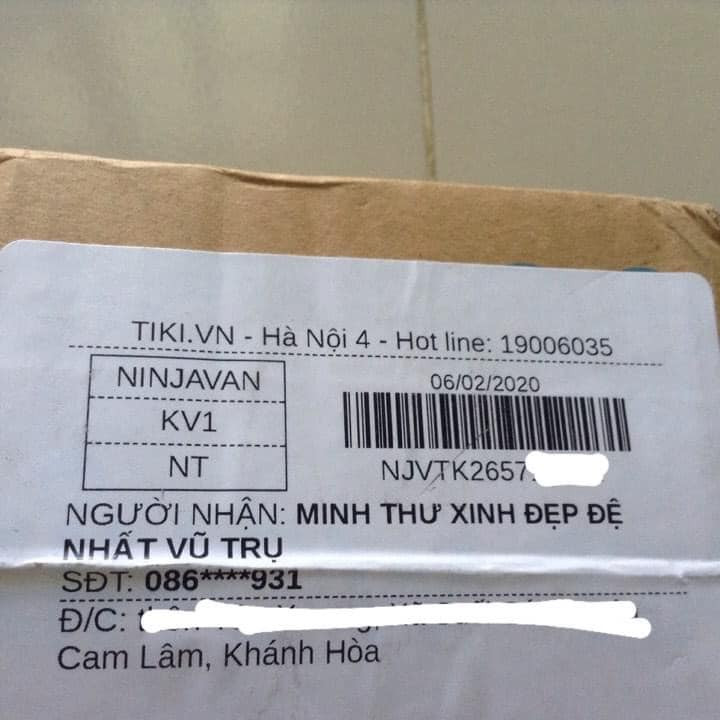 TIKI.VN - Hà Nội 4 - Hot line: 19006035
NINJAVAN
KV1
NT
06/02/2020
NJVTK2657
NGƯỜI NHẬN: MINH THƯ XINH ĐẸP ĐỆ
NHẤT VŨ TRỤ
SĐT: 086****931
Đ/C:
Cam Lâm, Khánh Hòa